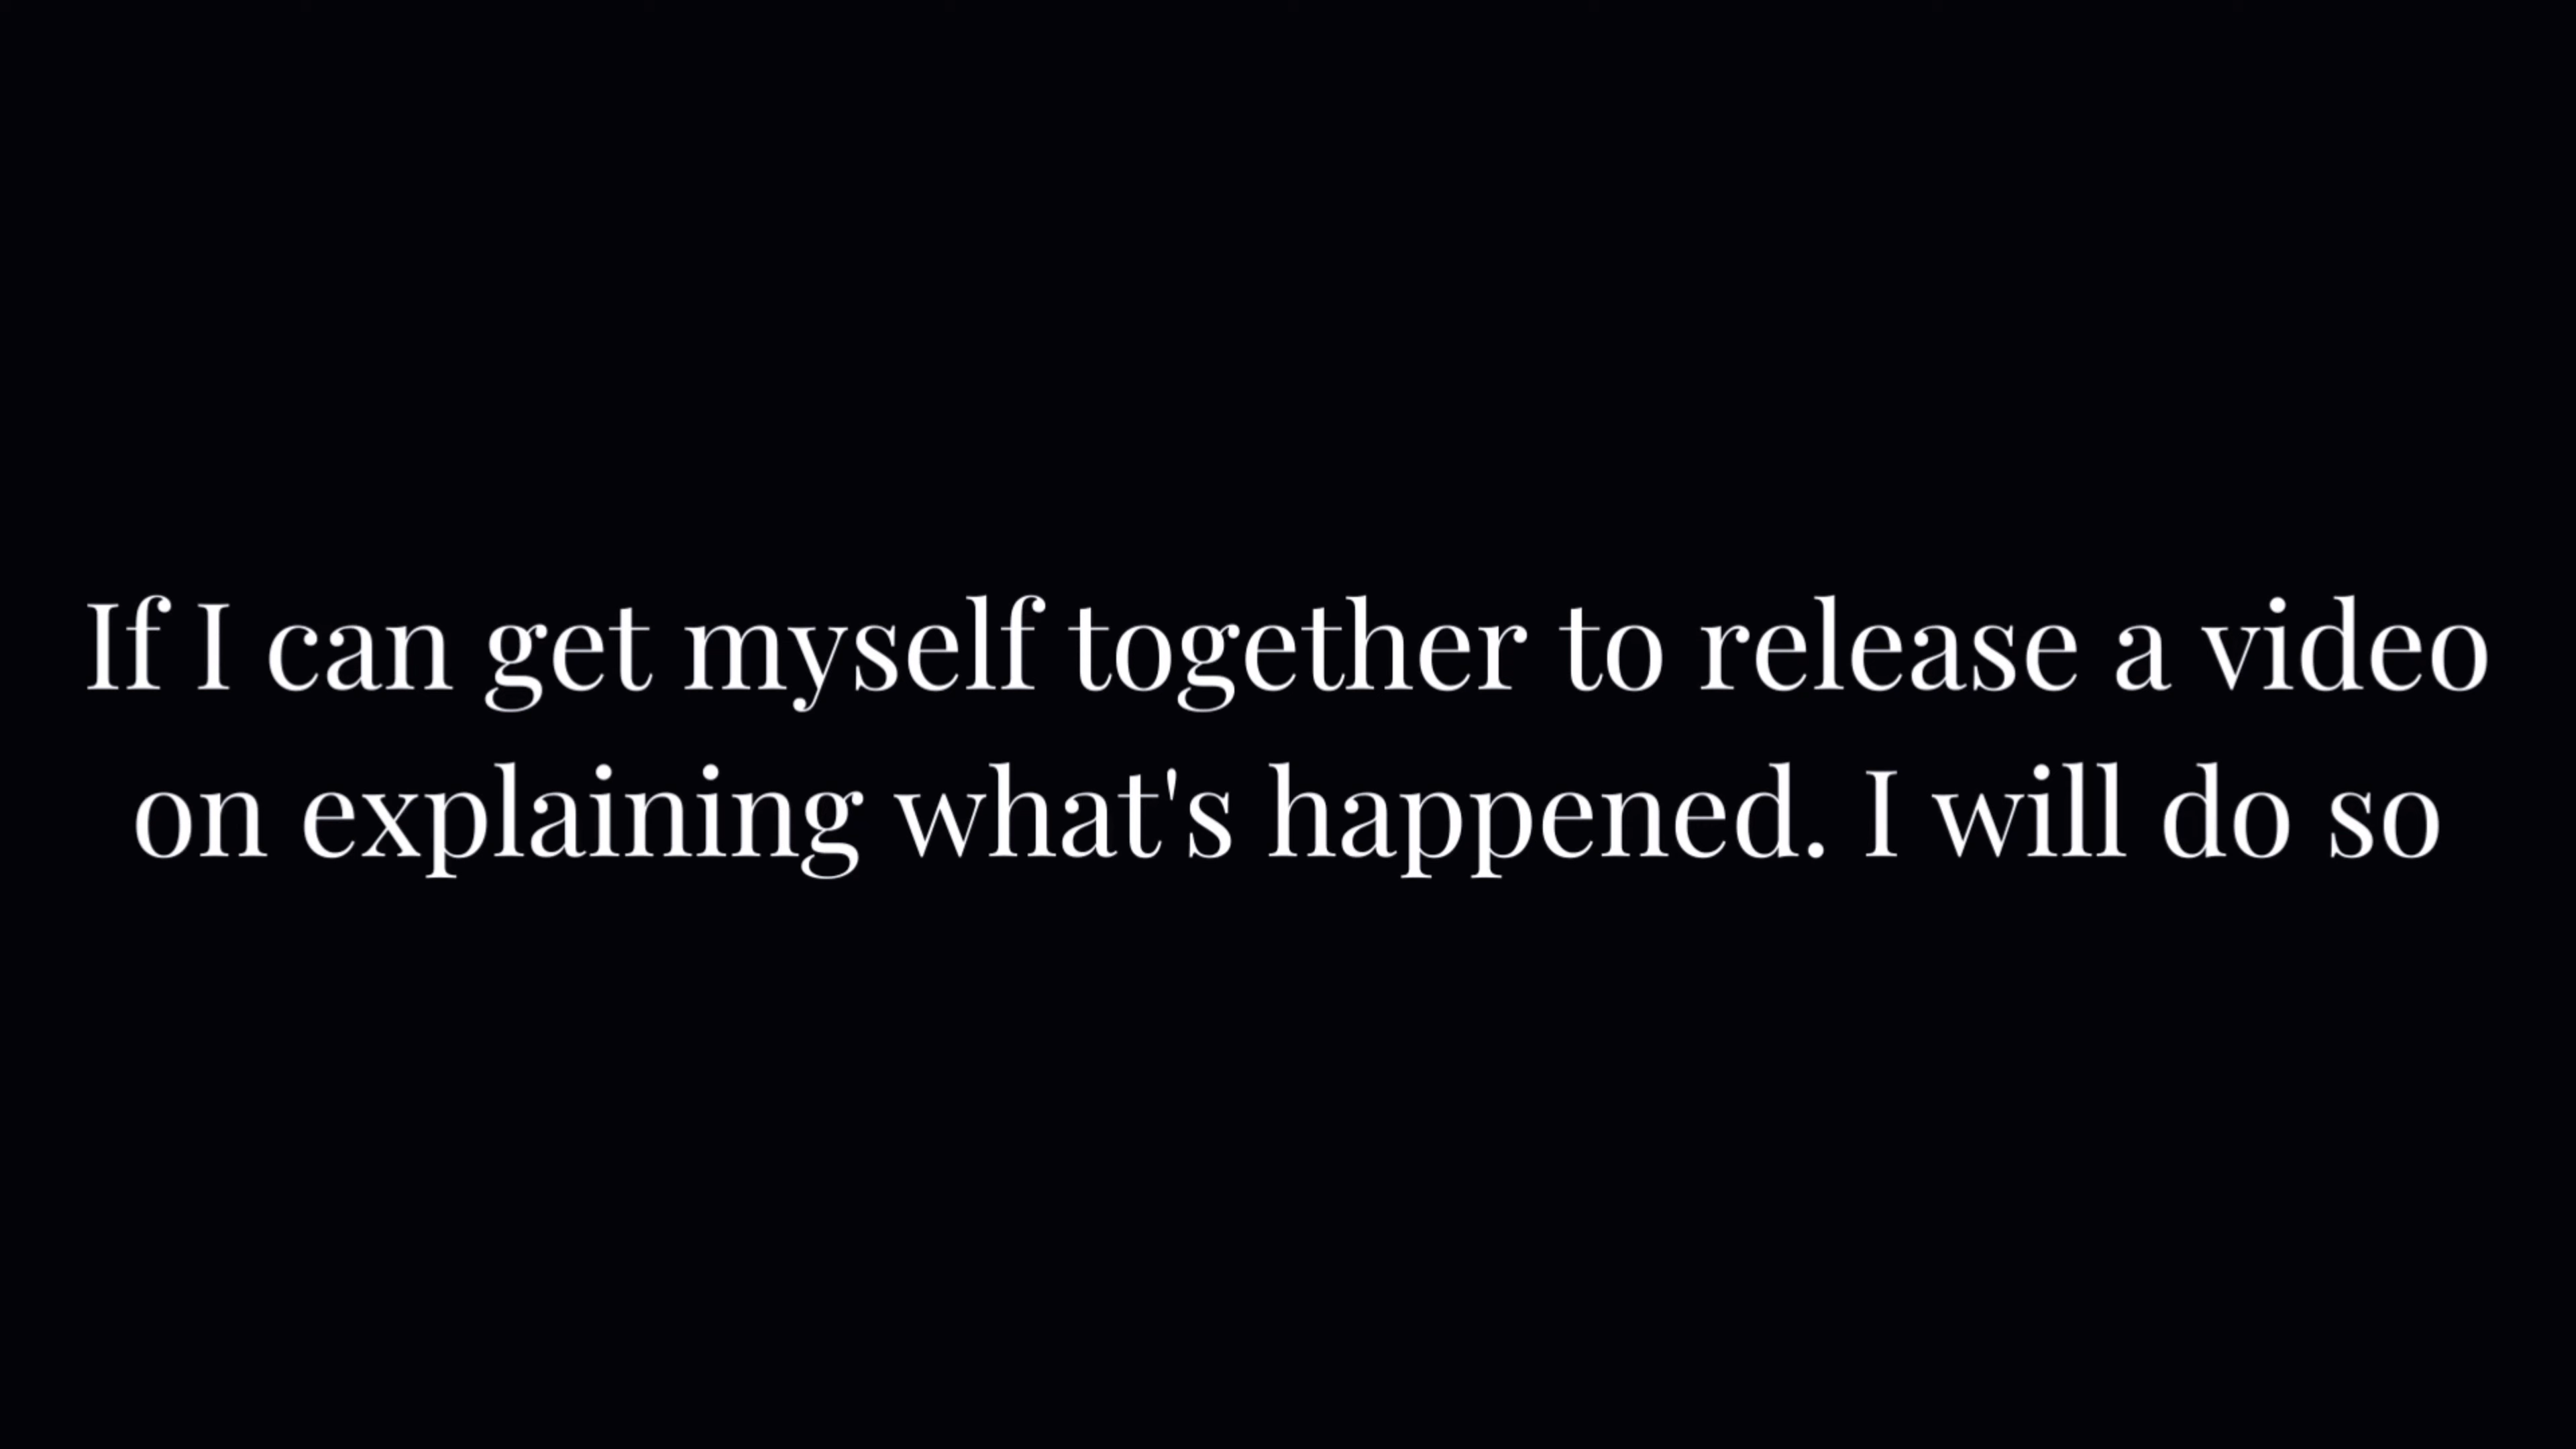 If I can get myself together to release a video
on explaining what's happened. I will do so